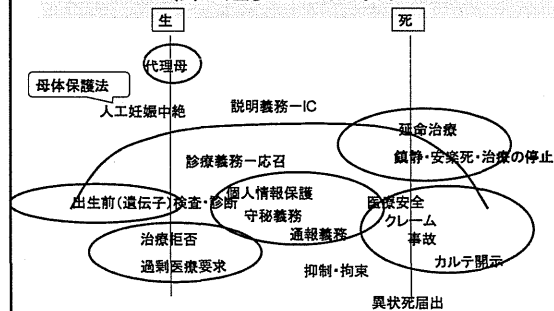 生
死
代理母
母体保護法
人工妊娠中絶
説明義務ーIC
延命治療
鎮静・安楽死・治療の停止
診療義務ー応召
出生前(遺伝子)検査・診断
個人情報保護
守秘義務
通報義務
医療安全
クレーム
事故
カルテ開示
治療拒否
過剰医療要求
抑制・拘束
異状死届出